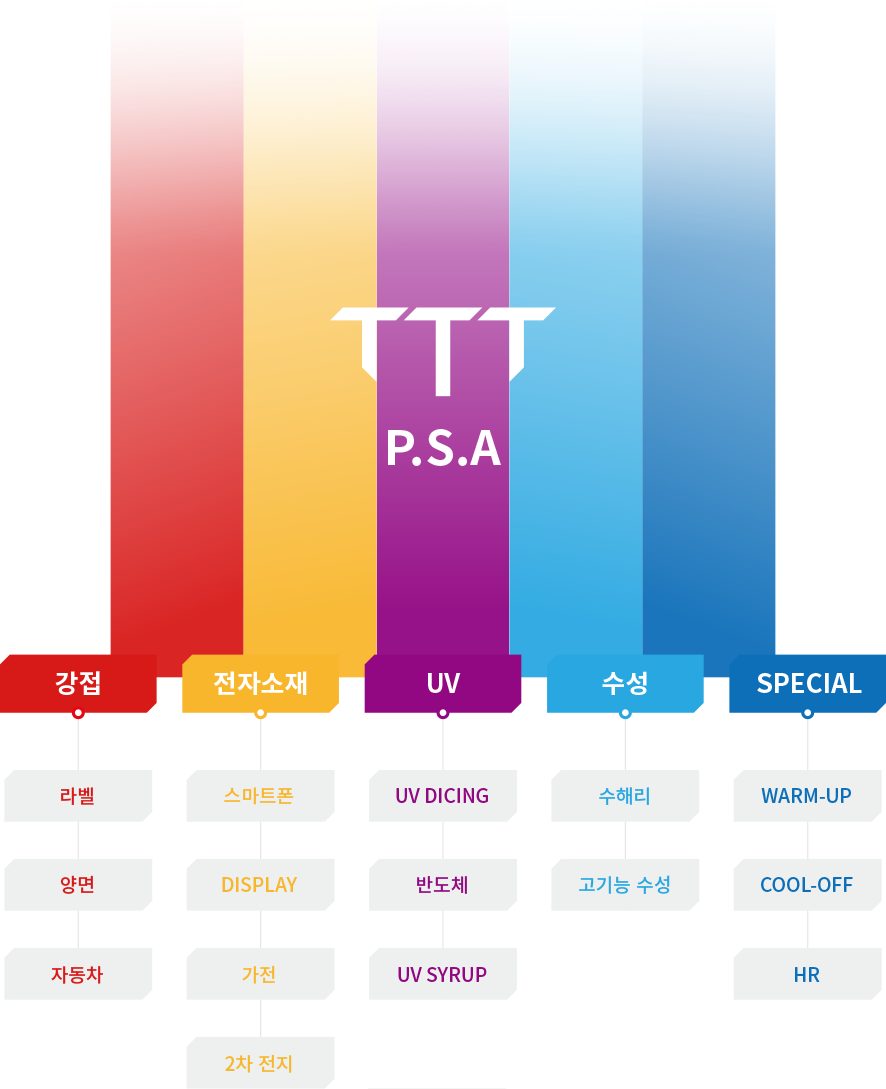 TTT
P.S.A
강접
전자소재
UV
수성
SPECIAL
라벨
스마트폰
UV DICING
수해리
WARM-UP
양면
DISPLAY
반도체
고기능 수성
COOL-OFF
자동차
가전
UV SYRUP
HR
2차 전지